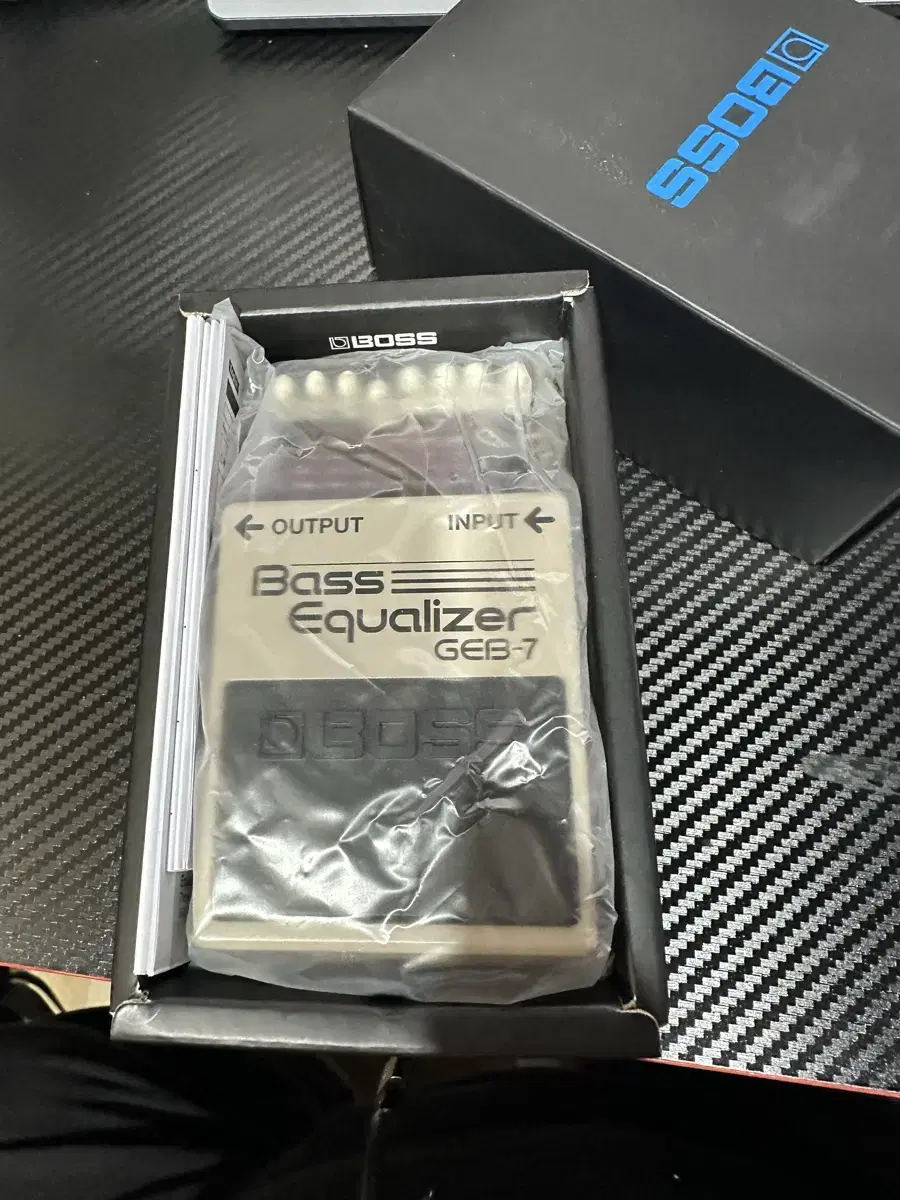 BOSS
BOSS
← OUTPUT
INPUT ←
Bass
Equalizer
GEB-7
BOSS